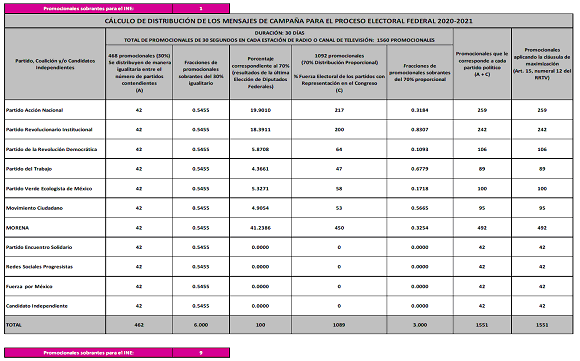 Promocionales sobrantes para el INE: 1
CÁLCULO DE DISTRIBUCIÓN DE LOS MENSAJES DE CAMPAÑA PARA EL PROCESO ELECTORAL FEDERAL 2020-2021
DURACIÓN: 30 DÍAS
TOTAL DE PROMOCIONALES DE 30 SEGUNDOS EN CADA ESTACIÓN DE RADIO O CANAL DE TELEVISIÓN: 1560 PROMOCIONALES
Partido, Coalición y/o Candidatos Independientes
468 promocionales (30%) Se distribuyen de manera igualitaria entre el número de partidos contendientes (A)
Fracciones de promocionales sobrantes del 30% igualitario
Porcentaje correspondiente al 70% (resultados de la última Elección de Diputados Federales)
1092 promocionales (70% Distribución Proporcional) % Fuerza Electoral de los partidos con Representación en el Congreso (C)
Fracciones de promocionales sobrantes del 70% proporcional
Promocionales que le corresponde a cada partido político (A + C)
Promocionales aplicando la cláusula de maximización (Art. 15, numeral 12 del RRTV)
Partido Acción Nacional 42 0.5455 19.9010 217 0.3184 259 259
Partido Revolucionario Institucional 42 0.5455 18.3911 200 0.8307 242 242
Partido de la Revolución Democrática 42 0.5455 5.8708 64 0.1093 106 106
Partido del Trabajo 42 0.5455 4.3661 47 0.6779 89 89
Partido Verde Ecologista de México 42 0.5455 5.3271 58 0.1718 100 100
Movimiento Ciudadano 42 0.5455 4.9054 53 0.5665 95 95
MORENA 42 0.5455 41.2386 450 0.3254 492 492
Partido Encuentro Solidario 42 0.5455 0.0000 0 0.0000 42 42
Redes Sociales Progresistas 42 0.5455 0.0000 0 0.0000 42 42
Fuerza por México 42 0.5455 0.0000 0 0.0000 42 42
Candidato Independiente 42 0.5455 0.0000 0 0.0000 42 42
TOTAL 462 6.000 100 1089 3.000 1551 1551
Promocionales sobrantes para el INE: 9